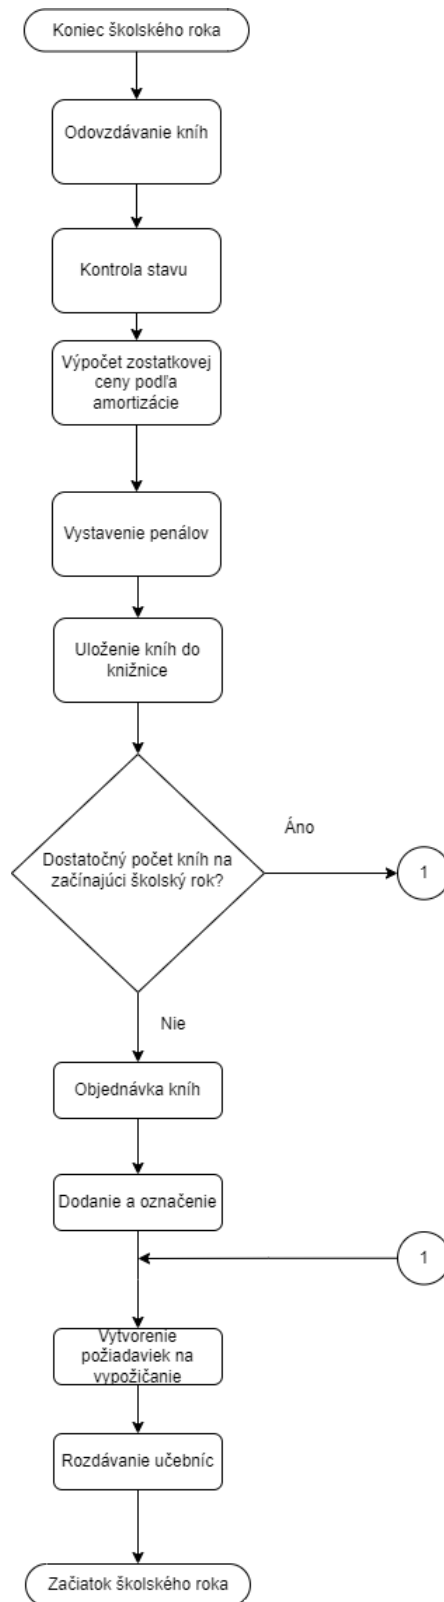 Koniec školského roka
Odovzdávanie kníh
Kontrola stavu
Výpočet zostatkovej
ceny podľa
amortizácie
Vystavenie penálov
Uloženie kníh do
knižnice
Áno
Dostatočný počet kníh na
začínajúci školský rok?
1
Nie
Objednávka kníh
Dodanie a označenie
1
Vytvorenie
požiadaviek na
vypožičanie
Rozdávanie učebníc
Začiatok školského roka